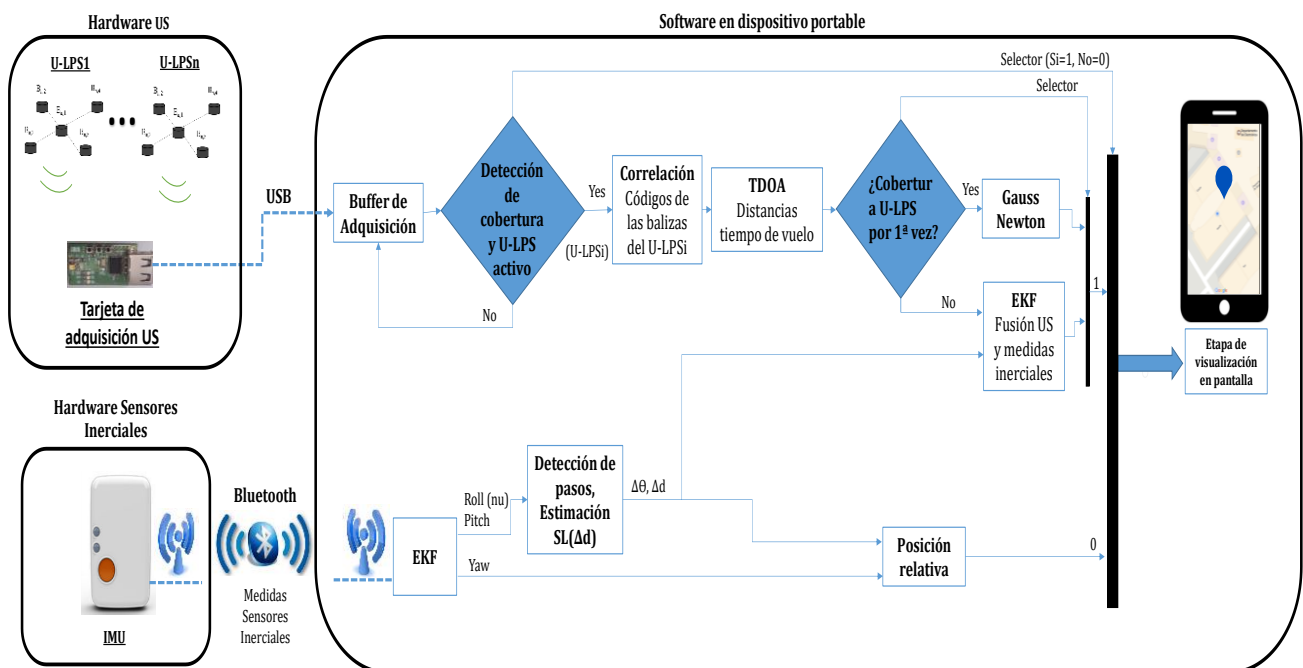 Hardware US
Software en dispositivo portable
U-LPS1
U-LPSn
USB
Tarjeta de
adquisición US
Buffer de
Adquisición
Detección
de
cobertura
y U-LPS
activo
Yes
(U-LPSi)
No
Correlación
Códigos de
las balizas
del U-LPSi
TDOA
Distancias
tiempo de vuelo
¿Cobertur
a U-LPS
por 1ª vez?
Yes
No
Gauss
Newton
EKF
Fusión US
y medidas
inerciales
Selector (Si=1, No=0)
Selector
1
0
Etapa de
visualización
en pantalla
Hardware Sensores
Inerciales
IMU
Bluetooth
Medidas
Sensores
Inerciales
EKF
Roll (nu)
Pitch
Yaw
Detección de
pasos,
Estimación
SL(Δd)
Δθ, Δd
Posición
relativa